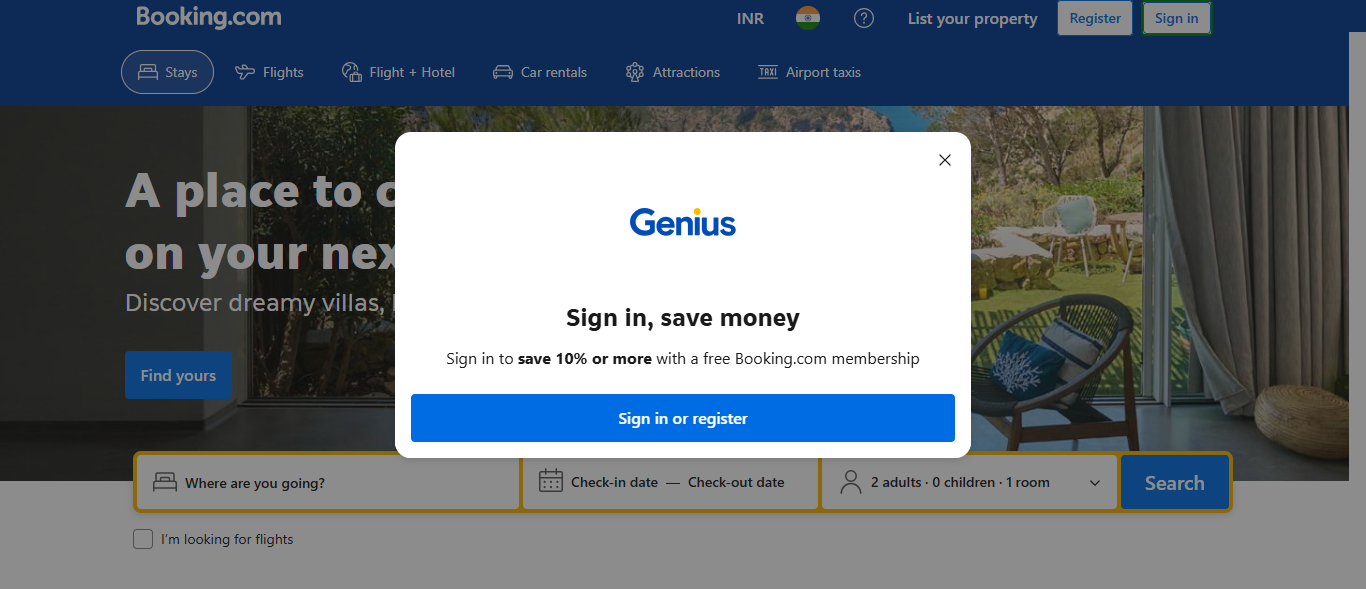 Booking.com
INR
List your property
Register
Sign in
Stays
Flights
Flight + Hotel
Car rentals
Attractions
TAXI
Airport taxis
A place to c
on your nex
Discover dreamy villas,
Find yours
Genius
Sign in, save money
Sign in to save 10% or more with a free Booking.com membership
Sign in or register
Where are you going?
Check-in date — Check-out date
2 adults · 0 children · 1 room
Search
I'm looking for flights